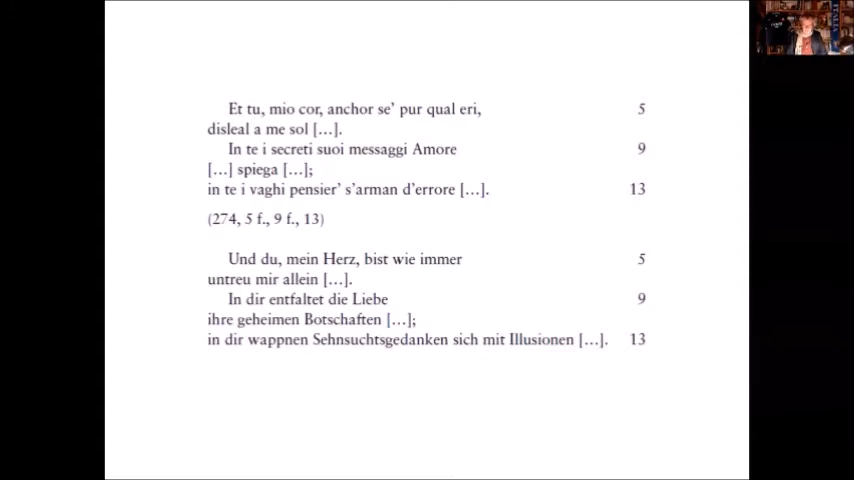 Et tu, mio cor, anchor se' pur qual eri, 5
disleal a me sol [...].
In te i secreti suoi messaggi Amore 9
[...] spiega [...];
in te i vaghi pensier' s'arman d'errore [...]. 13
(274, 5 f., 9 f., 13)
Und du, mein Herz, bist wie immer 5
untreu mir allein [...].
In dir entfaltet die Liebe 9
ihre geheimen Botschaften [...];
in dir wappnen Sehnsuchtsgedanken sich mit Illusionen [...]. 13
ITALIA